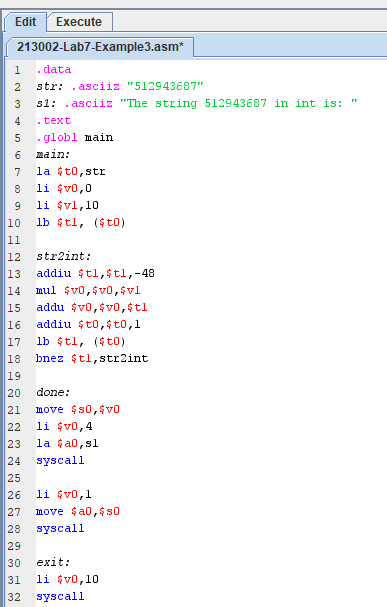 Edit Execute
213002-Lab7-Example3.asm*
1 .data
2 str: .asciiz "512943687"
3 s1: .asciiz "The string 512943687 in int is: "
4 .text
5 .globl main
6 main:
7 la $t0,str
8 li $v0,0
9 li $v1,10
10 lb $t1, ($t0)
11
12 str2int:
13 addiu $t1,$t1,-48
14 mul $v0,$v0,$v1
15 addu $v0,$v0,$t1
16 addiu $t0,$t0,1
17 lb $t1, ($t0)
18 bnez $t1,str2int
19
20 done:
21 move $s0,$v0
22 li $v0,4
23 la $a0,s1
24 syscall
25
26 li $v0,1
27 move $a0,$s0
28 syscall
29
30 exit:
31 li $v0,10
32 syscall